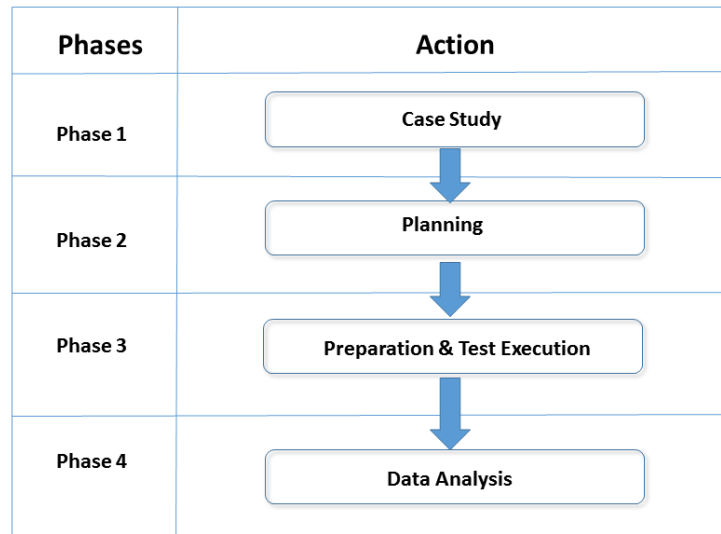 Phases
Action
Phase 1
Case Study
Phase 2
Planning
Phase 3
Preparation & Test Execution
Phase 4
Data Analysis